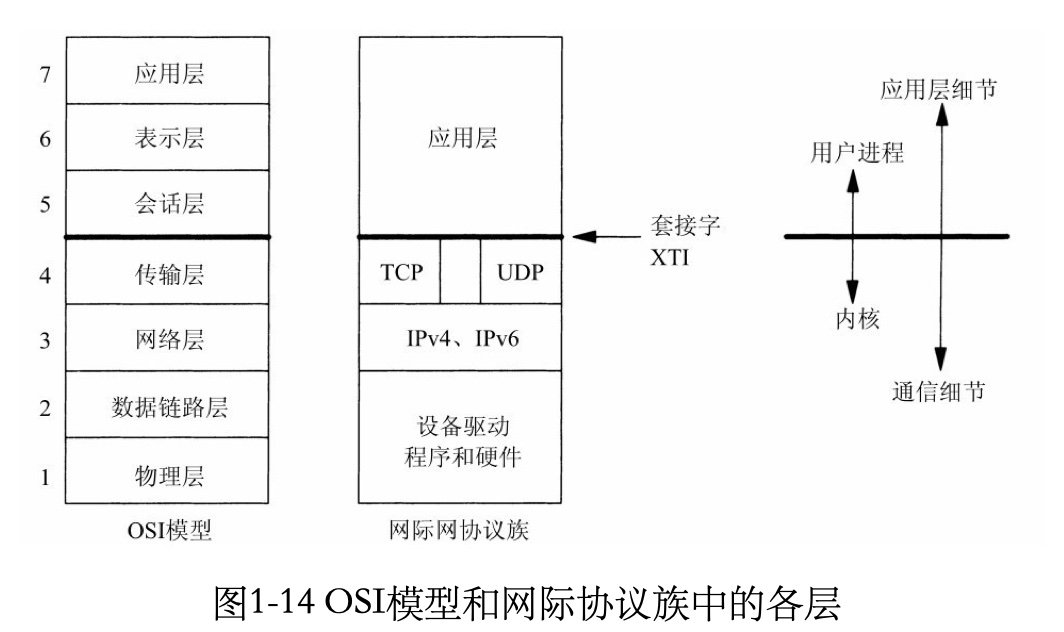 7
应用层
6
表示层
5
会话层
4
传输层
3
网络层
2
数据链路层
1
物理层
OSI模型
应用层
TCP
UDP
IPv4、IPv6
设备驱动
程序和硬件
网际网协议族
套接字
XTI
应用层细节
用户进程
内核
通信细节
图1-14 OSI模型和网际协议族中的各层